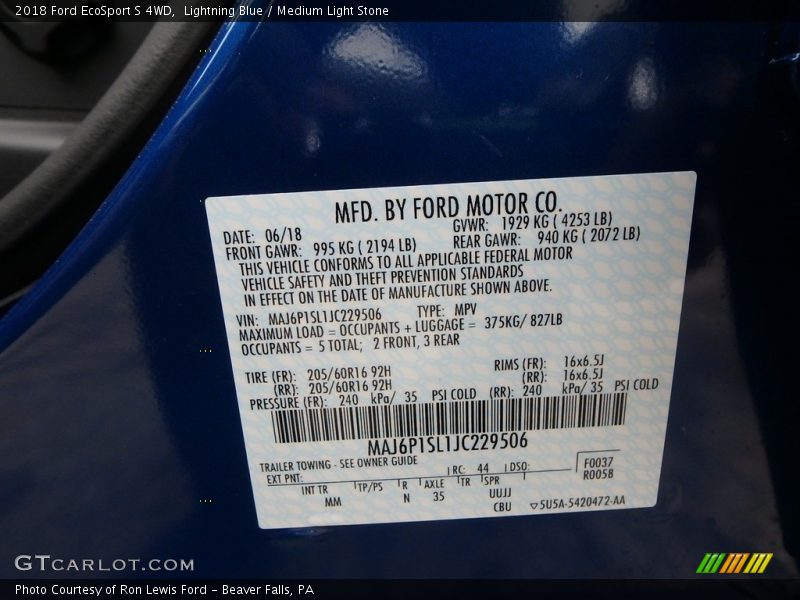 2018 Ford EcoSport S 4WD, Lightning Blue / Medium Light Stone
MFD. BY FORD MOTOR CO.
DATE: 06/18 GVWR: 1929 KG ( 4253 LB)
FRONT GAWR: 995 KG ( 2194 LB) REAR GAWR: 940 KG ( 2072 LB)
THIS VEHICLE CONFORMS TO ALL APPLICABLE FEDERAL MOTOR
VEHICLE SAFETY AND THEFT PREVENTION STANDARDS
IN EFFECT ON THE DATE OF MANUFACTURE SHOWN ABOVE.
VIN: MAJ6P1SL1JC229506 TYPE: MPV
MAXIMUM LOAD = OCCUPANTS + LUGGAGE = 375KG/ 827LB
OCCUPANTS = 5 TOTAL; 2 FRONT, 3 REAR
TIRE (FR): 205/60R16 92H RIMS (FR): 16x6.5J
(RR): 205/60R16 92H (RR): 16x6.5J
PRESSURE (FR): 240 kPa/ 35 PSI COLD (RR): 240 kPa/ 35 PSI COLD
MAJ6P1SL1JC229506
TRAILER TOWING - SEE OWNER GUIDE
EXT PNT: RC: 44 DSO: F0037
R0058
INT TR TP/PS R AXLE TR SPR
MM N 35 UUJJ
CBU ▽5U5A-5420472-AA
GTCARLOT.COM
Photo Courtesy of Ron Lewis Ford - Beaver Falls, PA